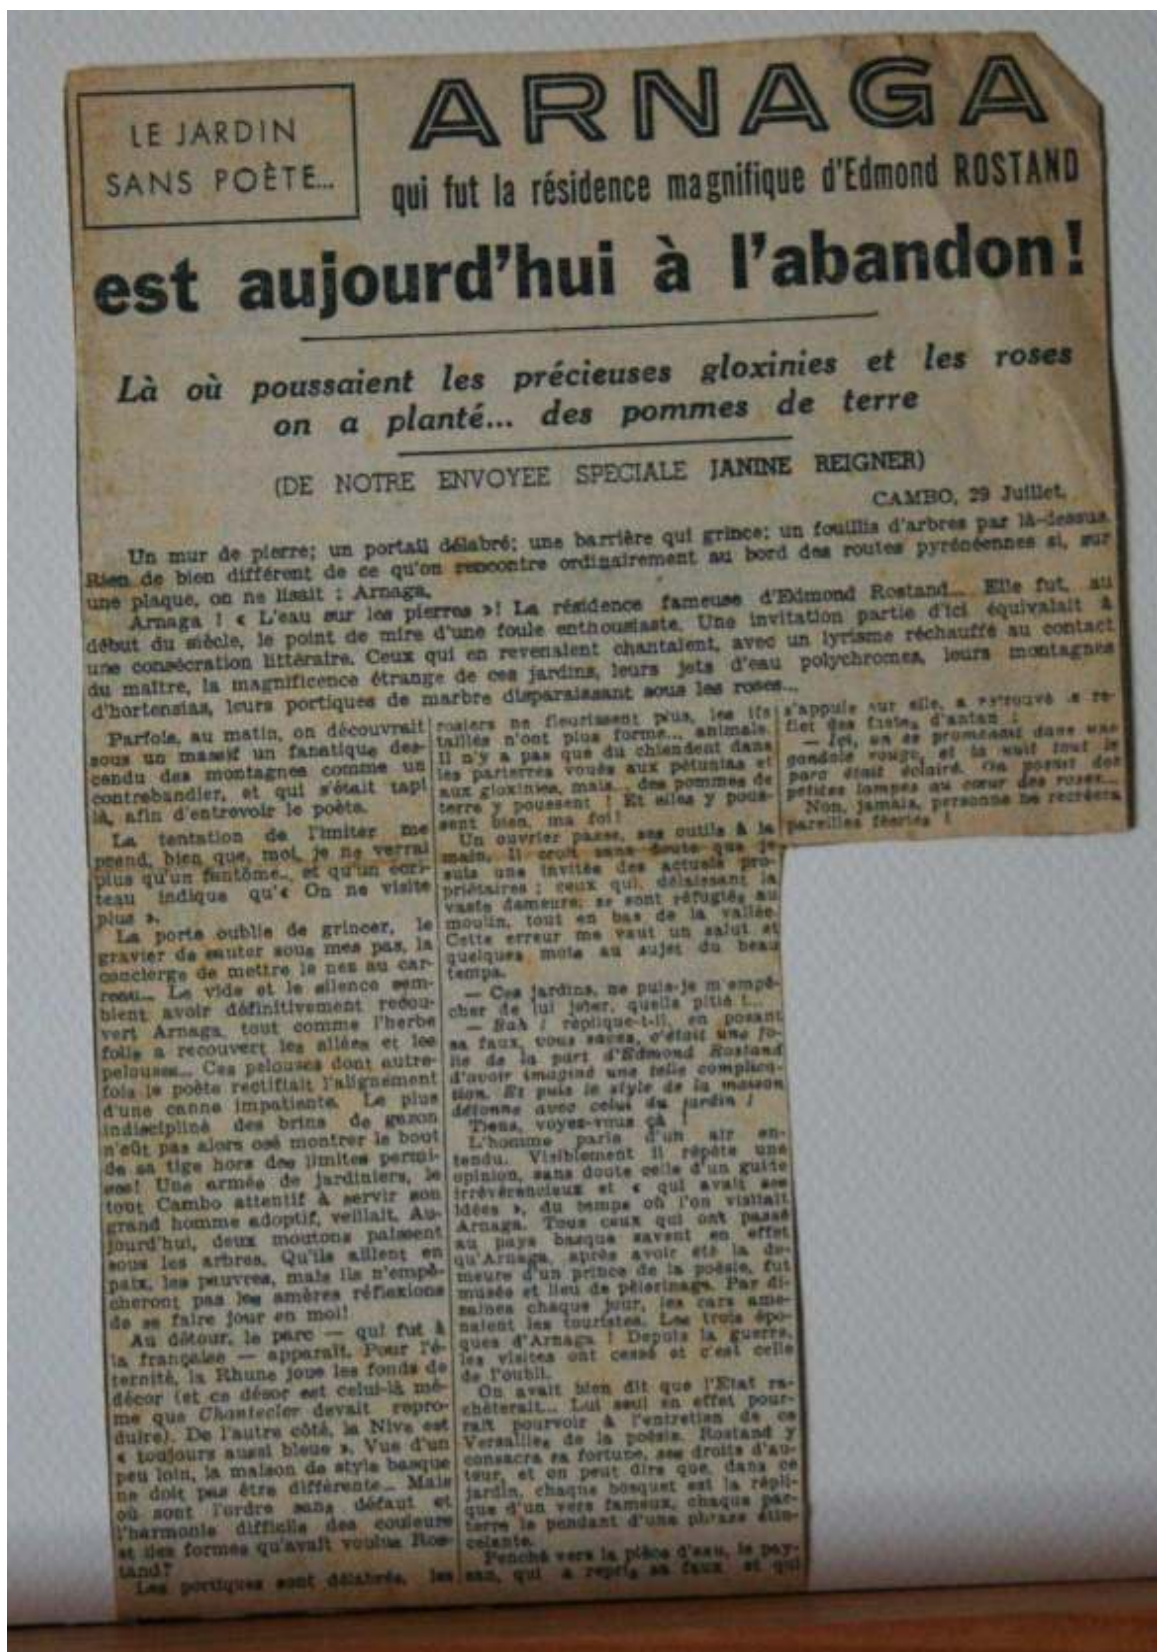 LE JARDIN
SANS POÈTE...
ARNAGA
qui fut la résidence magnifique d'Edmond ROSTAND
est aujourd'hui à l'abandon!
Là où poussaient les précieuses gloxinies et les roses
on a planté... des pommes de terre
(DE NOTRE ENVOYEE SPECIALE JANINE REIGNER)
CAMBO, 29 Juillet.
Un mur de pierre; un portail délabré; une barrière qui grince; un fouillis d'arbres par là-dessus.
Rien de bien différent de ce qu'on rencontre ordinairement au bord des routes pyrénéennes si, sur
une plaque, on ne lisait : Arnaga.
Arnaga ! « L'eau sur les pierres »! La résidence fameuse d'Edmond Rostand... Elle fut, au
début du siècle, le point de mire d'une foule enthousiaste. Une invitation partie d'ici équivalait à
une consécration littéraire. Ceux qui en revenaient chantaient, avec un lyrisme réchauffé au contact
du maître, la magnificence étrange de ces jardins, leurs jets d'eau polychromes, leurs montagnes
d'hortensias, leurs portiques de marbre disparaissant sous les roses...
Parfois, au matin, on découvrait
sous un massif un fanatique des-
cendu des montagnes comme un
contrebandier, et qui s'était tapi
là, afin d'entrevoir le poète.
La tentation de l'imiter me
prend, bien que, moi, je ne verrai
plus qu'un fantôme... et qu'un écri-
teau indique qu'« On ne visite
plus ».
La porte oublie de grincer, le
gravier de sauter sous mes pas, la
concierge de mettre le nez au car-
reau... Le vide et le silence sem-
blent avoir définitivement recou-
vert Arnaga, tout comme l'herbe
folle a recouvert les allées et les
pelouses... Ces pelouses dont autre-
fois le poète rectifiait l'alignement
d'une canne impatiente. Le plus
indiscipliné des brins de gazon
n'eût pas alors osé montrer le bout
de sa tige hors des limites permi-
ses! Une armée de jardiniers, le
tout Cambo attentif à servir son
grand homme adoptif, veillait. Au-
jourd'hui, deux moutons paissent
sous les arbres. Qu'ils aillent en
paix, les pauvres, mais ils n'empê-
cheront pas les amères réflexions
de se faire jour en moi!
Au détour, le parc — qui fut à
la française — apparaît. Pour l'é-
ternité, la Rhune joue les fonds de
décor (et ce décor est celui-là mê-
me que Chantecler devait repro-
duire). De l'autre côté, la Nive est
« toujours aussi bleue ». Vue d'un
peu loin, la maison de style basque
ne doit pas être différente... Mais
où sont l'ordre sans défaut et
l'harmonie difficile des couleurs
et des formes qu'avait voulus Ros-
tand?
Les portiques sont délabrés, les
rosiers ne fleurissent plus, les ifs
taillés n'ont plus forme... animale.
Il n'y a pas que du chiendent dans
les parterres voués aux pétunias et
aux gloxinies, mais... des pommes de
terre y poussent ! Et elles y pous-
sent bien, ma foi!
Un ouvrier passe, ses outils à la
main. Il croit sans doute que je
suis une invitée des actuels pro-
priétaires ; ceux qui, délaissant la
vaste demeure, se sont réfugiés au
moulin, tout en bas de la vallée.
Cette erreur me vaut un salut et
quelques mots au sujet du beau
temps.
— Ces jardins, ne puis-je m'empê-
cher de lui jeter, quelle pitié !...
— Bah ! réplique-t-il, en posant
sa faux, vous savez, c'était une fo-
lie de la part d'Edmond Rostand
d'avoir imaginé une telle complica-
tion. Et puis le style de la maison
détonne avec celui du jardin !
Tiens, voyez-vous ça !
L'homme parle d'un air en-
tendu. Visiblement il répète une
opinion, sans doute celle d'un guide
irrévérencieux et « qui avait ses
idées », du temps où l'on visitait
Arnaga. Tous ceux qui ont passé
au pays basque savent en effet
qu'Arnaga, après avoir été la de-
meure d'un prince de la poésie, fut
musée et lieu de pèlerinage. Par di-
zaines chaque jour, les cars ame-
naient les touristes. Les trois épo-
ques d'Arnaga ! Depuis la guerre,
les visites ont cessé et c'est celle
de l'oubli.
On avait bien dit que l'Etat ra-
chèterait... Lui seul en effet pour-
rait pourvoir à l'entretien de ce
Versailles de la poésie. Rostand y
consacra sa fortune, ses droits d'au-
teur, et on peut dire que, dans ce
jardin, chaque bosquet est la répli-
que d'un vers fameux, chaque par-
terre le pendant d'une phrase étin-
celante.
Penché vers la pièce d'eau, le pay-
san, qui a repris sa faux et qui
s'appuie sur elle, a retrouvé le re-
flet des fastes d'antan :
— Ici, on se promenait dans une
gondole rouge, et la nuit tout le
parc était éclairé. On posait des
petites lampes au cœur des roses...
Non, jamais, personne ne recréera
pareilles féeries !